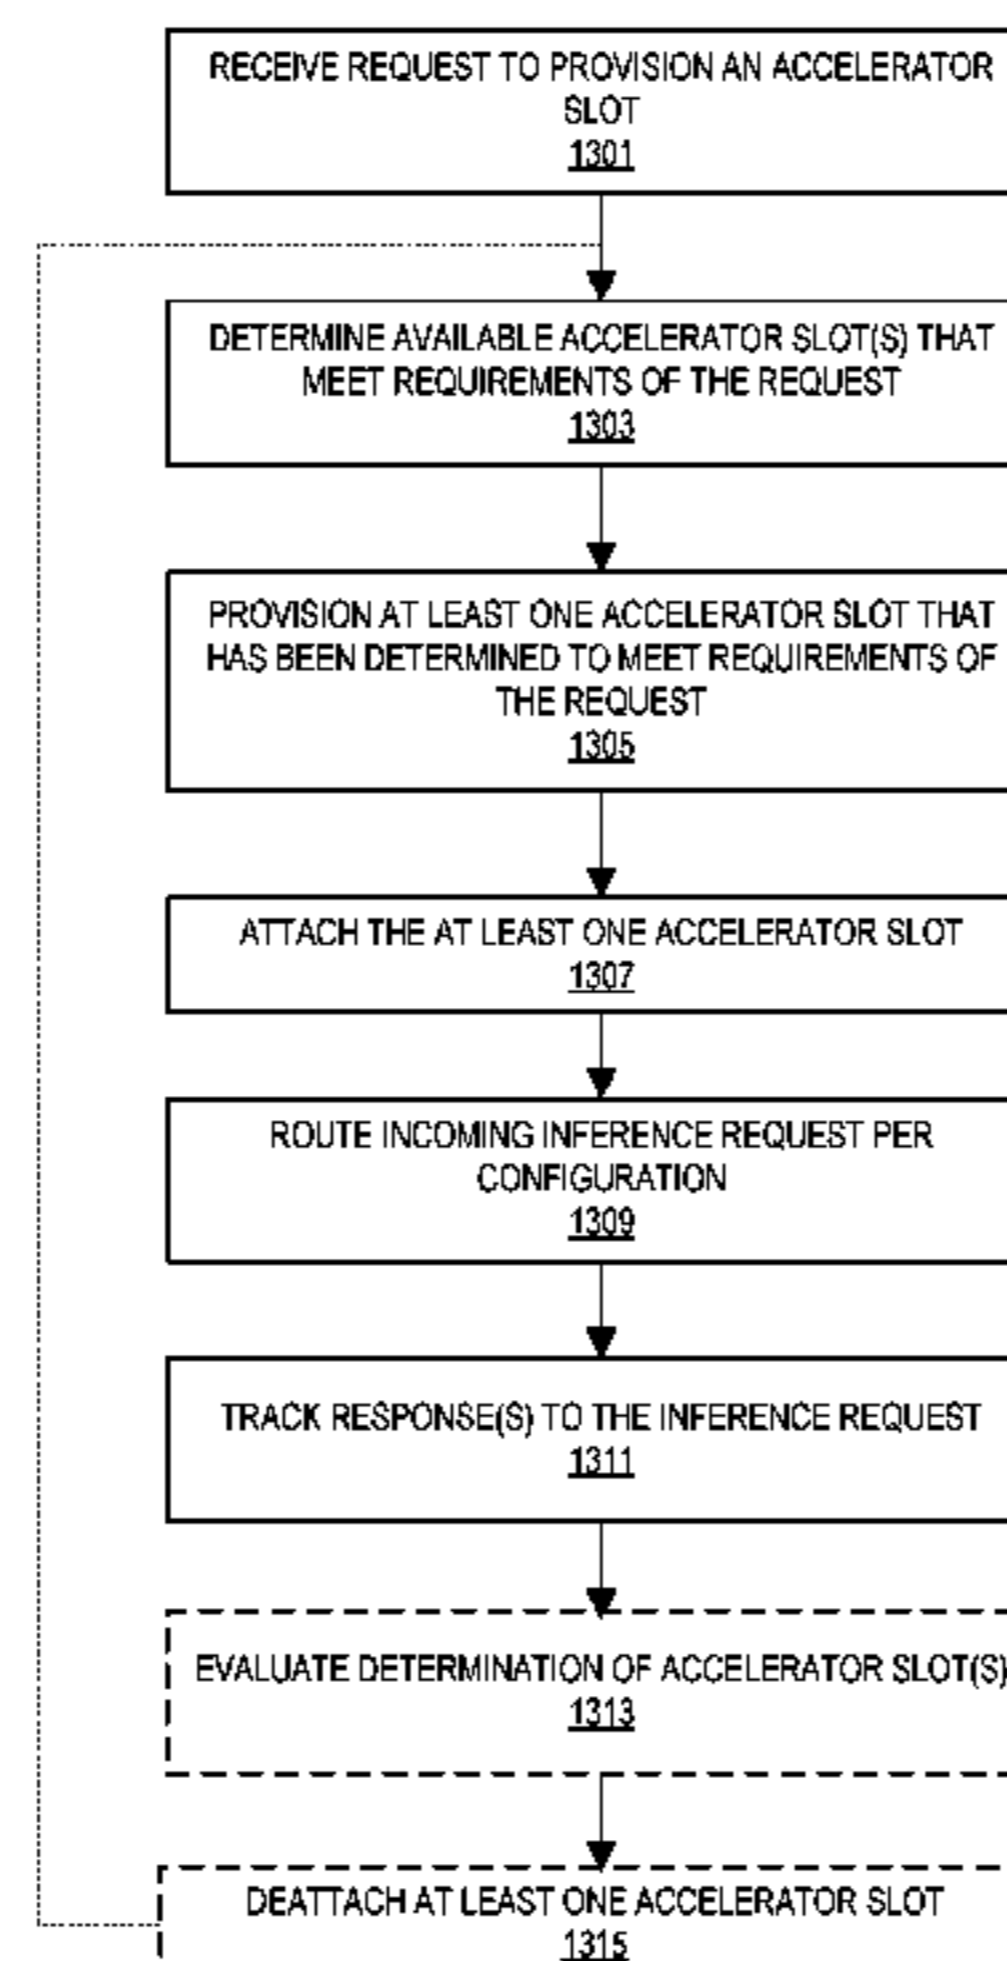 RECEIVE REQUEST TO PROVISION AN ACCELERATOR
SLOT
1301
DETERMINE AVAILABLE ACCELERATOR SLOT(S) THAT
MEET REQUIREMENTS OF THE REQUEST
1303
PROVISION AT LEAST ONE ACCELERATOR SLOT THAT
HAS BEEN DETERMINED TO MEET REQUIREMENTS OF
THE REQUEST
1305
ATTACH THE AT LEAST ONE ACCELERATOR SLOT
1307
ROUTE INCOMING INFERENCE REQUEST PER
CONFIGURATION
1309
TRACK RESPONSE(S) TO THE INFERENCE REQUEST
1311
EVALUATE DETERMINATION OF ACCELERATOR SLOT(S)
1313
DEATTACH AT LEAST ONE ACCELERATOR SLOT
1315